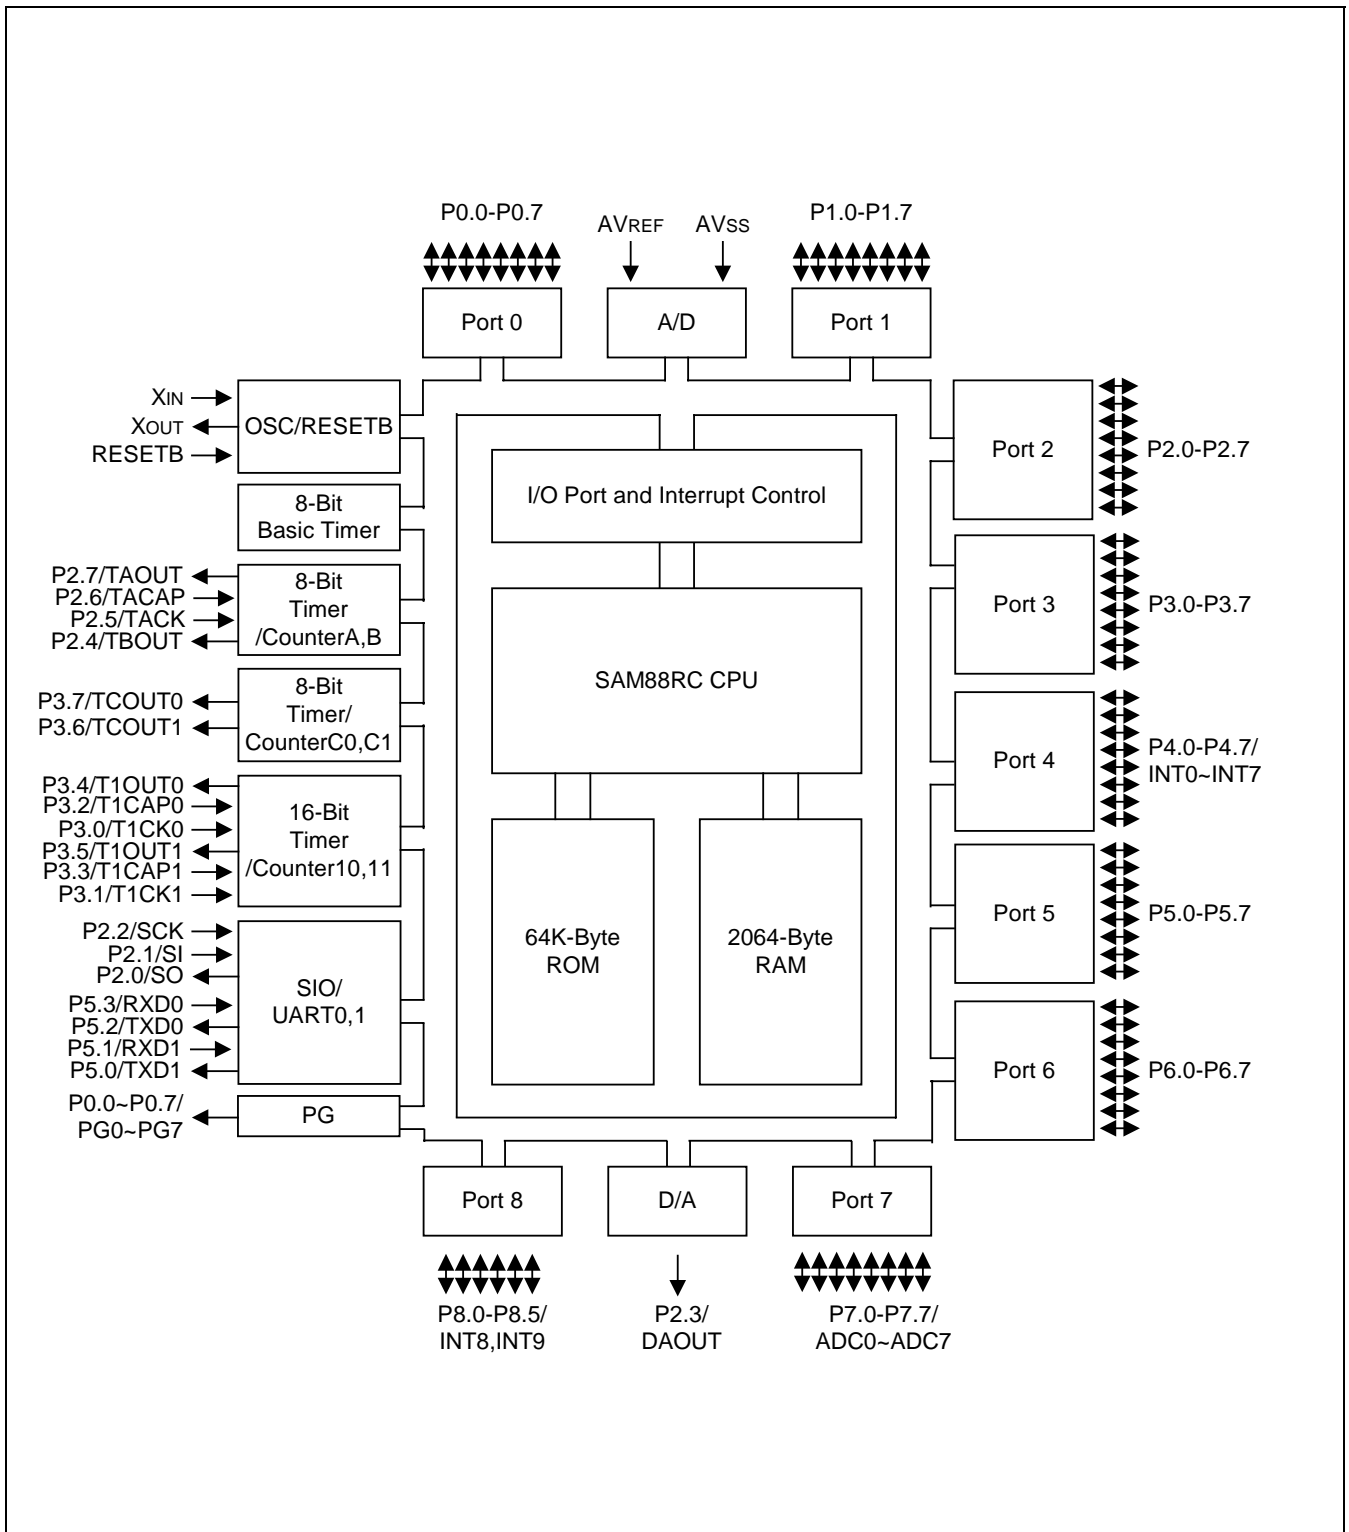 P0.0-P0.7
AVREF
AVSS
P1.0-P1.7
Port 0
A/D
Port 1
XIN
XOUT
RESETB
OSC/RESETB
Port 2
P2.0-P2.7
I/O Port and Interrupt Control
8-Bit
Basic Timer
P2.7/TAOUT
P2.6/TACAP
P2.5/TACK
P2.4/TBOUT
8-Bit
Timer
/CounterA,B
Port 3
P3.0-P3.7
SAM88RC CPU
P3.7/TCOUT0
P3.6/TCOUT1
8-Bit
Timer/
CounterC0,C1
Port 4
P4.0-P4.7/
INT0~INT7
P3.4/T1OUT0
P3.2/T1CAP0
P3.0/T1CK0
P3.5/T1OUT1
P3.3/T1CAP1
P3.1/T1CK1
16-Bit
Timer
/Counter10,11
Port 5
P5.0-P5.7
64K-Byte
ROM
2064-Byte
RAM
P2.2/SCK
P2.1/SI
P2.0/SO
P5.3/RXD0
P5.2/TXD0
P5.1/RXD1
P5.0/TXD1
SIO/
UART0,1
Port 6
P6.0-P6.7
P0.0~P0.7/
PG0~PG7
PG
Port 8
D/A
Port 7
P8.0-P8.5/
INT8,INT9
P2.3/
DAOUT
P7.0-P7.7/
ADC0~ADC7